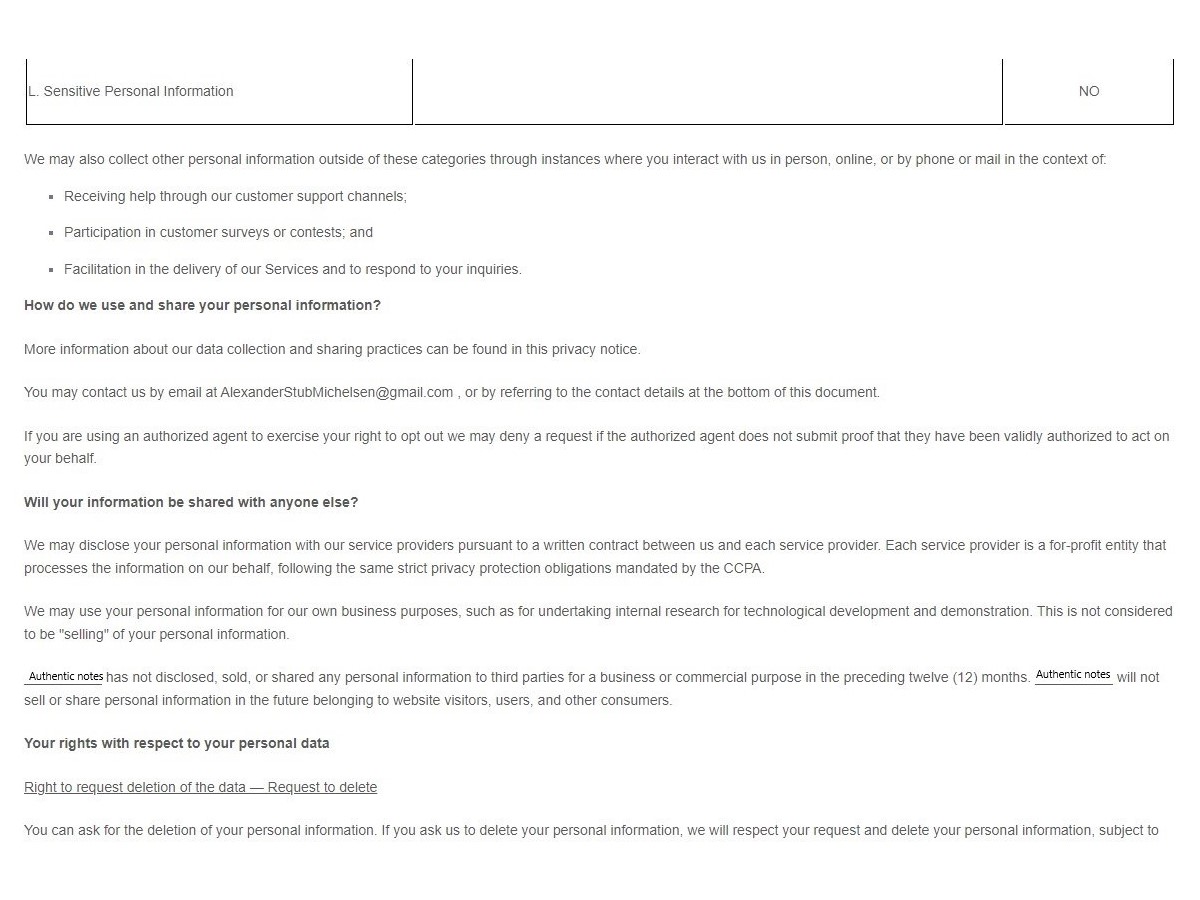 L. Sensitive Personal Information NO
We may also collect other personal information outside of these categories through instances where you interact with us in person, online, or by phone or mail in the context of:
▪ Receiving help through our customer support channels;
▪ Participation in customer surveys or contests; and
▪ Facilitation in the delivery of our Services and to respond to your inquiries.
How do we use and share your personal information?
More information about our data collection and sharing practices can be found in this privacy notice.
You may contact us by email at AlexanderStubMichelsen@gmail.com , or by referring to the contact details at the bottom of this document.
If you are using an authorized agent to exercise your right to opt out we may deny a request if the authorized agent does not submit proof that they have been validly authorized to act on
your behalf.
Will your information be shared with anyone else?
We may disclose your personal information with our service providers pursuant to a written contract between us and each service provider. Each service provider is a for-profit entity that
processes the information on our behalf, following the same strict privacy protection obligations mandated by the CCPA.
We may use your personal information for our own business purposes, such as for undertaking internal research for technological development and demonstration. This is not considered
to be "selling" of your personal information.
Authentic notes has not disclosed, sold, or shared any personal information to third parties for a business or commercial purpose in the preceding twelve (12) months. Authentic notes will not
sell or share personal information in the future belonging to website visitors, users, and other consumers.
Your rights with respect to your personal data
Right to request deletion of the data — Request to delete
You can ask for the deletion of your personal information. If you ask us to delete your personal information, we will respect your request and delete your personal information, subject to